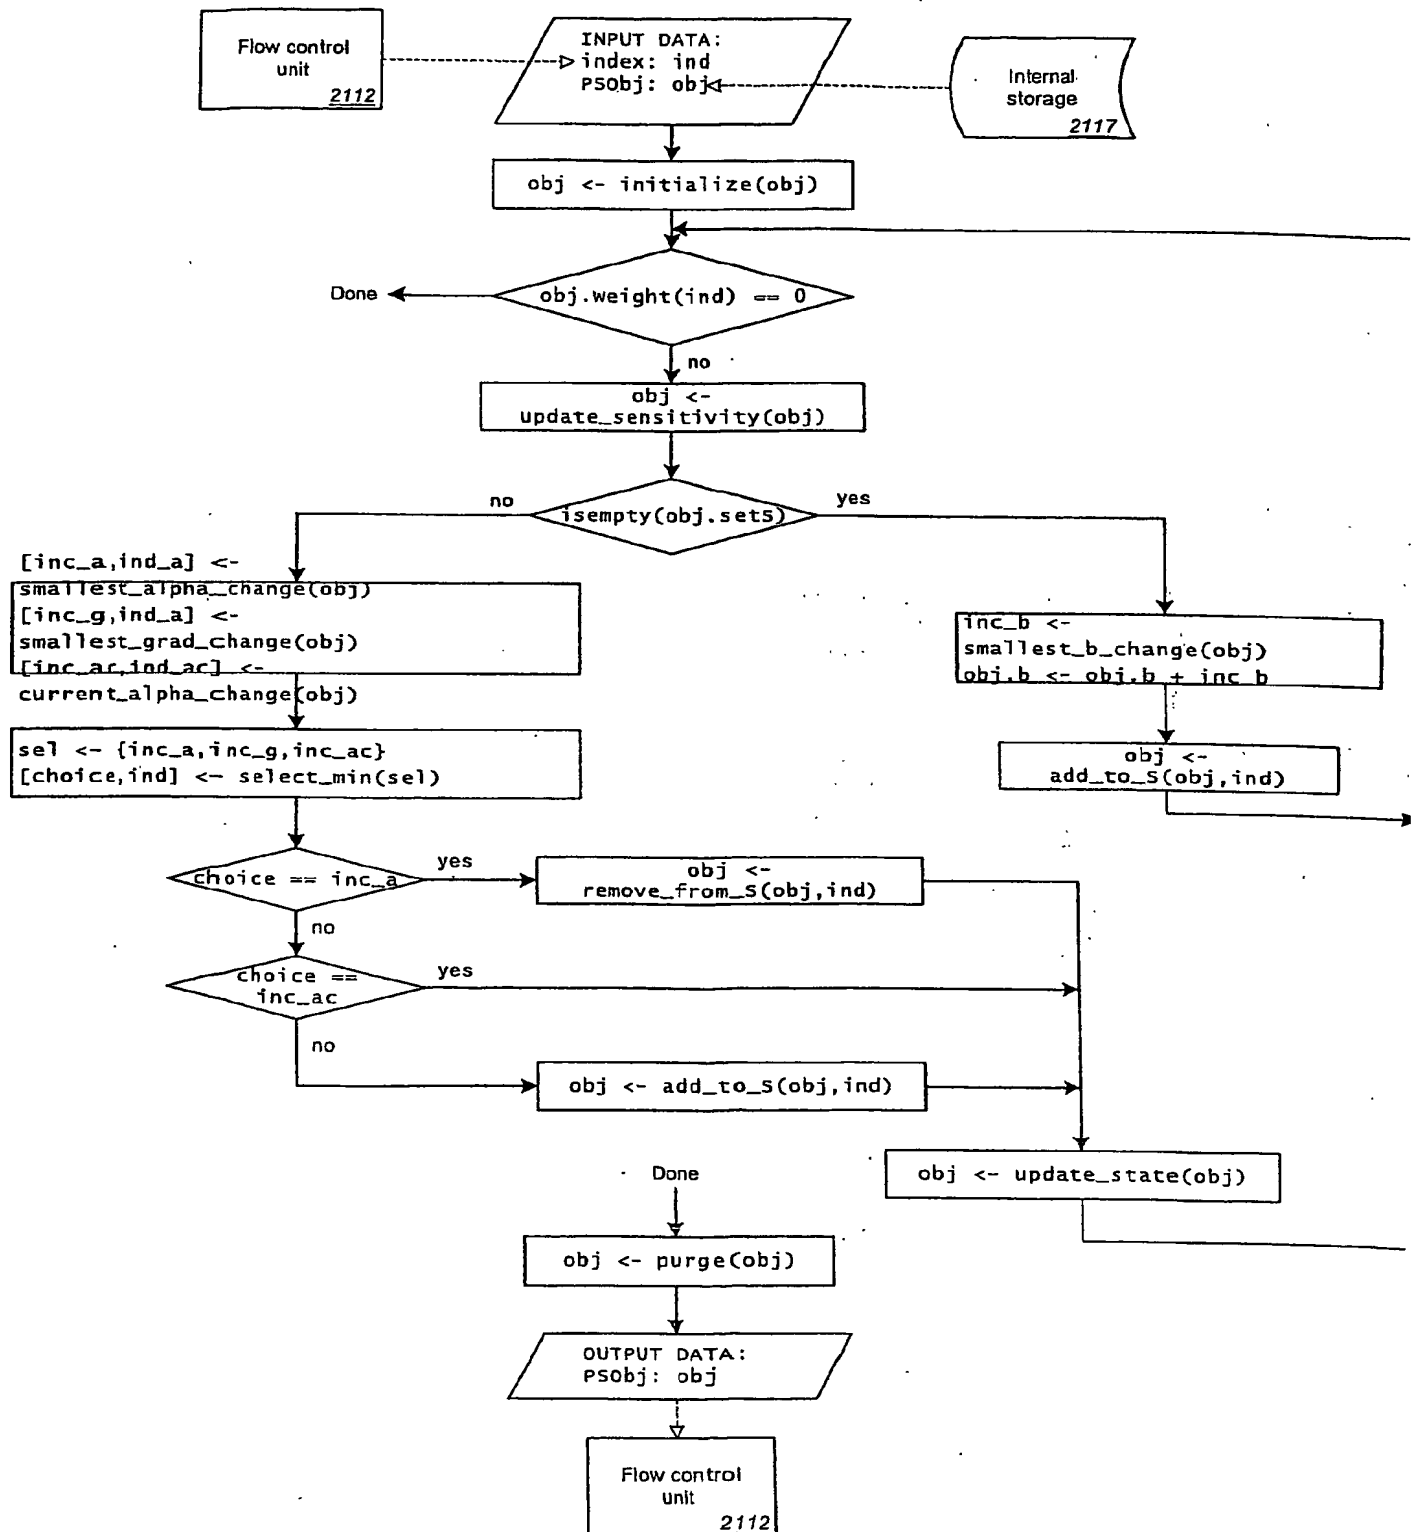 Flow control
unit
2112
INPUT DATA:
index: ind
PSObj: obj
Internal
storage
2117
obj <- initialize(obj)
Done
obj.weight(ind) == 0
no
obj <-
update_sensitivity(obj)
no
isempty(obj.setS)
yes
[inc_a,ind_a] <-
smallest_alpha_change(obj)
[inc_g,ind_a] <-
smallest_grad_change(obj)
[inc_ac,ind_ac] <-
current_alpha_change(obj)
inc_b <-
smallest_b_change(obj)
obj.b <- obj.b + inc_b
sel <- {inc_a,inc_g,inc_ac}
[choice,ind] <- select_min(sel)
obj <-
add_to_S(obj,ind)
choice == inc_a
yes
obj <-
remove_from_S(obj,ind)
no
choice ==
inc_ac
yes
no
obj <- add_to_S(obj,ind)
obj <- update_state(obj)
Done
obj <- purge(obj)
OUTPUT DATA:
PSObj: obj
Flow control
unit
2112